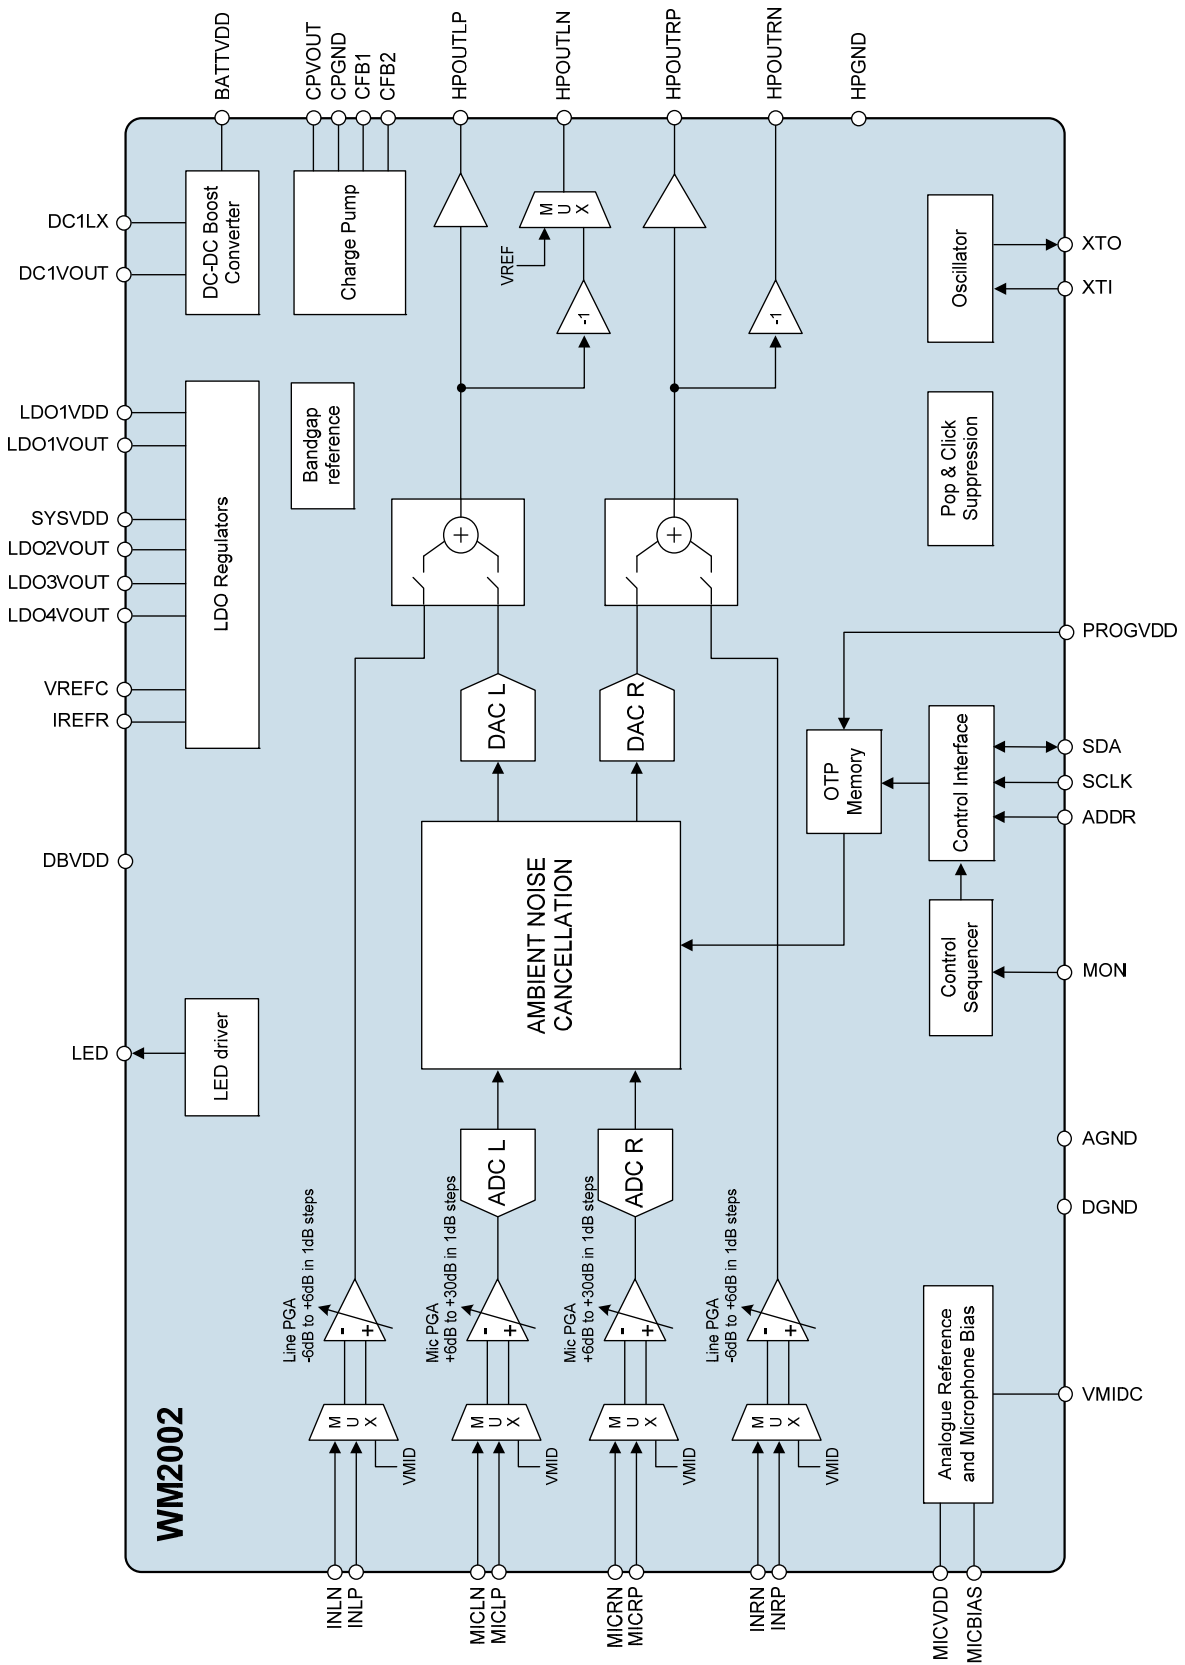 BATTVDD
CPVOUT
CPGND
CFB1
CFB2
HPOUTLP
HPOUTLN
HPOUTRP
HPOUTRN
HPGND
DC1LX
DC1VOUT
DC-DC Boost
Converter
Charge Pump
M
U
X
VREF
-1
-1
Oscillator
XTO
XTI
LDO1VDD
LDO1VOUT
SYSVDD
LDO2VOUT
LDO3VOUT
LDO4VOUT
VREFC
IREFR
LDO Regulators
Bandgap
reference
+
+
Pop & Click
Suppression
PROGVDD
DAC L
DAC R
OTP
Memory
Control Interface
SDA
SCLK
ADDR
DBVDD
AMBIENT NOISE
CANCELLATION
Control
Sequencer
MON
LED
LED driver
AGND
DGND
ADC L
ADC R
Line PGA
-6dB to +6dB in 1dB steps
Mic PGA
+6dB to +30dB in 1dB steps
Mic PGA
+6dB to +30dB in 1dB steps
Line PGA
-6dB to +6dB in 1dB steps
- +
- +
- +
- +
M
U
X
VMID
M
U
X
VMID
M
U
X
VMID
M
U
X
VMID
Analogue Reference
and Microphone Bias
VMIDC
WM2002
INLN
INLP
MICLN
MICLP
MICRN
MICRP
INRN
INRP
MICVDD
MICBIAS